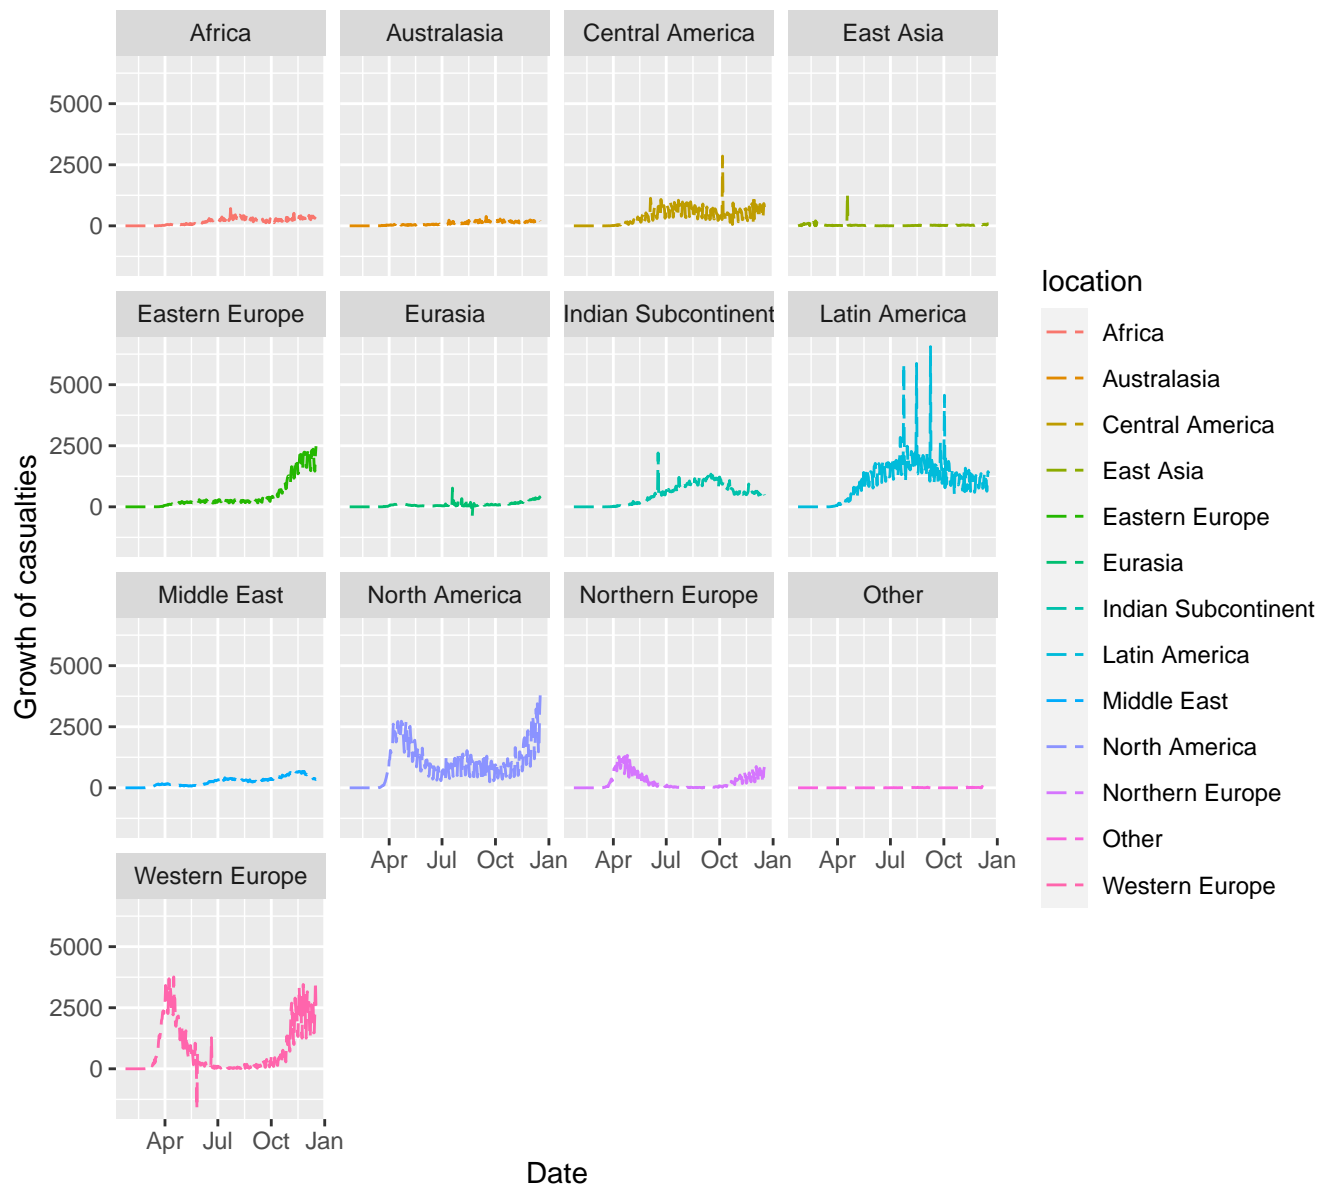 Africa
Australasia
Central America
East Asia
5000
2500
0
Eastern Europe
Eurasia
Indian Subcontinent
Latin America
5000
2500
0
Middle East
North America
Northern Europe
Other
5000
2500
0
Apr Jul Oct Jan
Apr Jul Oct Jan
Apr Jul Oct Jan
Western Europe
5000
2500
0
Apr Jul Oct Jan
Growth of casualties
Date
location
Africa
Australasia
Central America
East Asia
Eastern Europe
Eurasia
Indian Subcontinent
Latin America
Middle East
North America
Northern Europe
Other
Western Europe